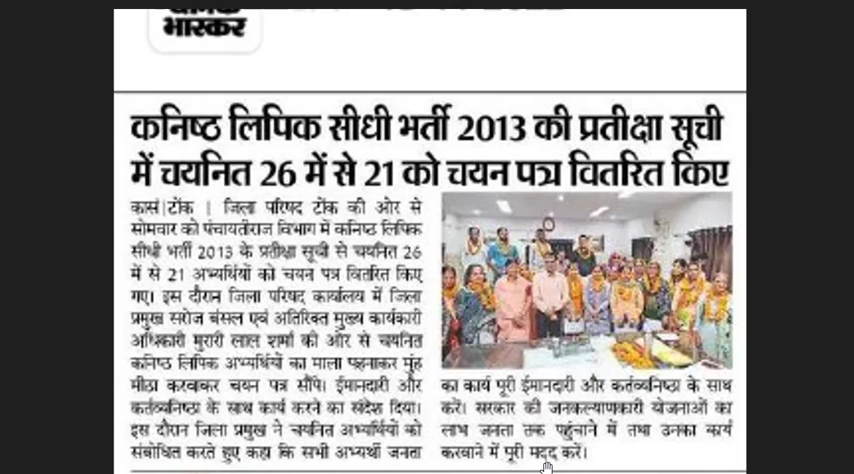 भास्कर
कनिष्ठ लिपिक सीधी भर्ती 2013 की प्रतीक्षा सूची
में चयनित 26 में से 21 को चयन पत्र वितरित किए
कासं|टोंक | जिला परिषद टोंक की ओर से
सोमवार को पंचायतीराज विभाग में कनिष्ठ लिपिक
सीधी भर्ती 2013 के प्रतीक्षा सूची से चयनित 26
में से 21 अभ्यर्थियों को चयन पत्र वितरित किए
गए। इस दौरान जिला परिषद कार्यालय में जिला
प्रमुख सरोज बंसल एवं अतिरिक्त मुख्य कार्यकारी
अधिकारी मुरारी लाल शर्मा की ओर से चयनित
कनिष्ठ लिपिक अभ्यर्थियों का माला पहनाकर मुंह
मीठा करवाकर चयन पत्र सौंपे। ईमानदारी और
कर्तव्यनिष्ठा के साथ कार्य करने का संदेश दिया।
इस दौरान जिला प्रमुख ने चयनित अभ्यर्थियों को
संबोधित करते हुए कहा कि सभी अभ्यर्थी जनता
का कार्य पूरी ईमानदारी और कर्तव्यनिष्ठा के साथ
करें। सरकार की जनकल्याणकारी योजनाओं का
लाभ जनता तक पहुंचाने में तथा उनका कार्य
करवाने में पूरी मदद करें।